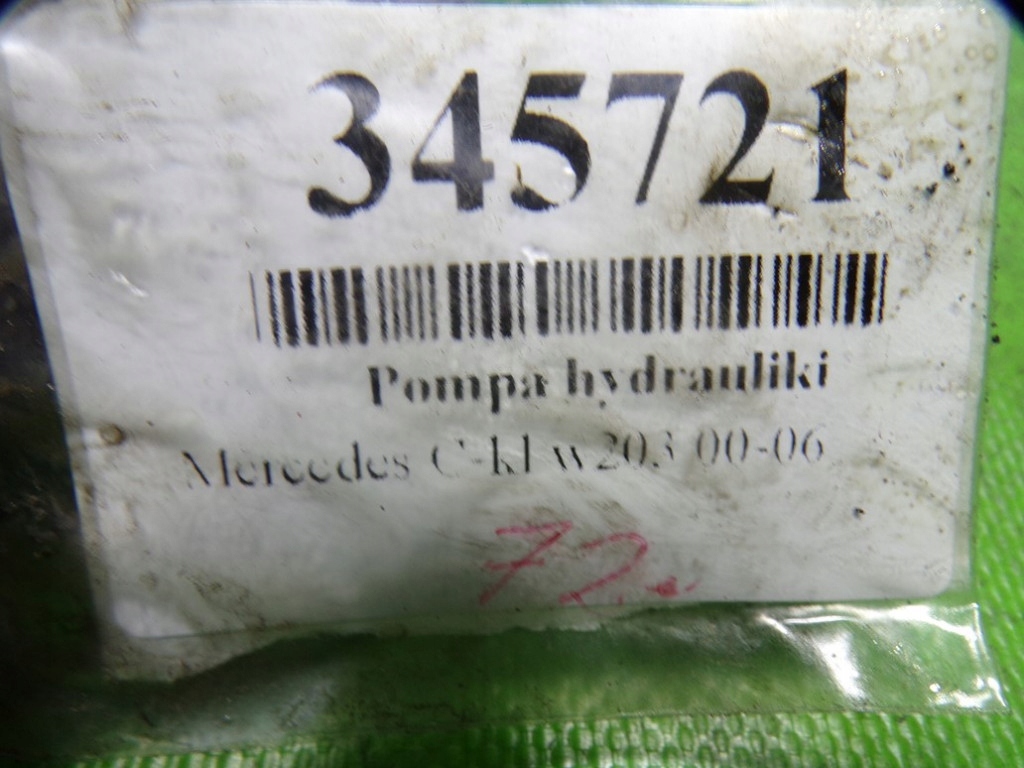 345721
Pompa hydrauliki
Mercedes C-kl w203 00-06
72.